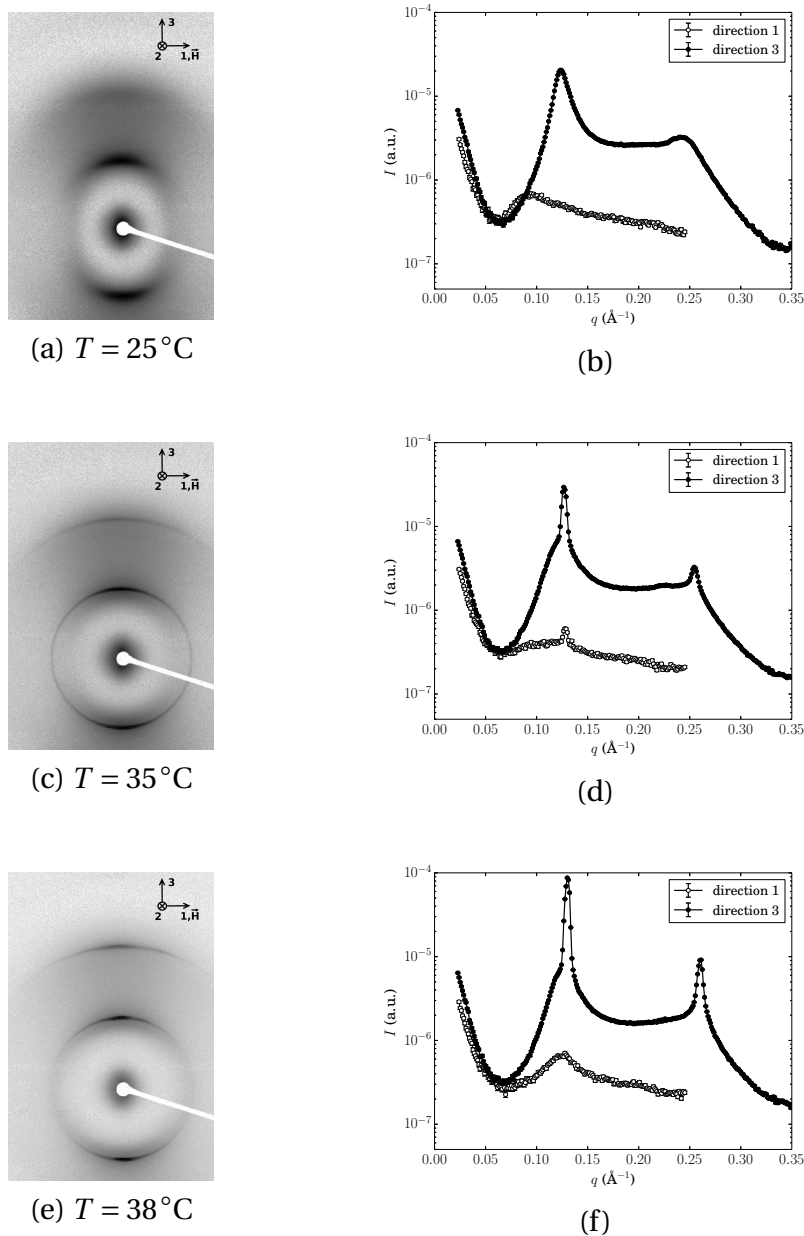 3
2 1,H⃗
(a) T = 25°C
10⁻⁴
10⁻⁵
10⁻⁶
10⁻⁷
I (a.u.)
direction 1
direction 3
0.00 0.05 0.10 0.15 0.20 0.25 0.30 0.35
q (Å⁻¹)
(b)
3
2 1,H⃗
(c) T = 35°C
10⁻⁴
10⁻⁵
10⁻⁶
10⁻⁷
I (a.u.)
direction 1
direction 3
0.00 0.05 0.10 0.15 0.20 0.25 0.30 0.35
q (Å⁻¹)
(d)
3
2 1,H⃗
(e) T = 38°C
10⁻⁴
10⁻⁵
10⁻⁶
10⁻⁷
I (a.u.)
direction 1
direction 3
0.00 0.05 0.10 0.15 0.20 0.25 0.30 0.35
q (Å⁻¹)
(f)